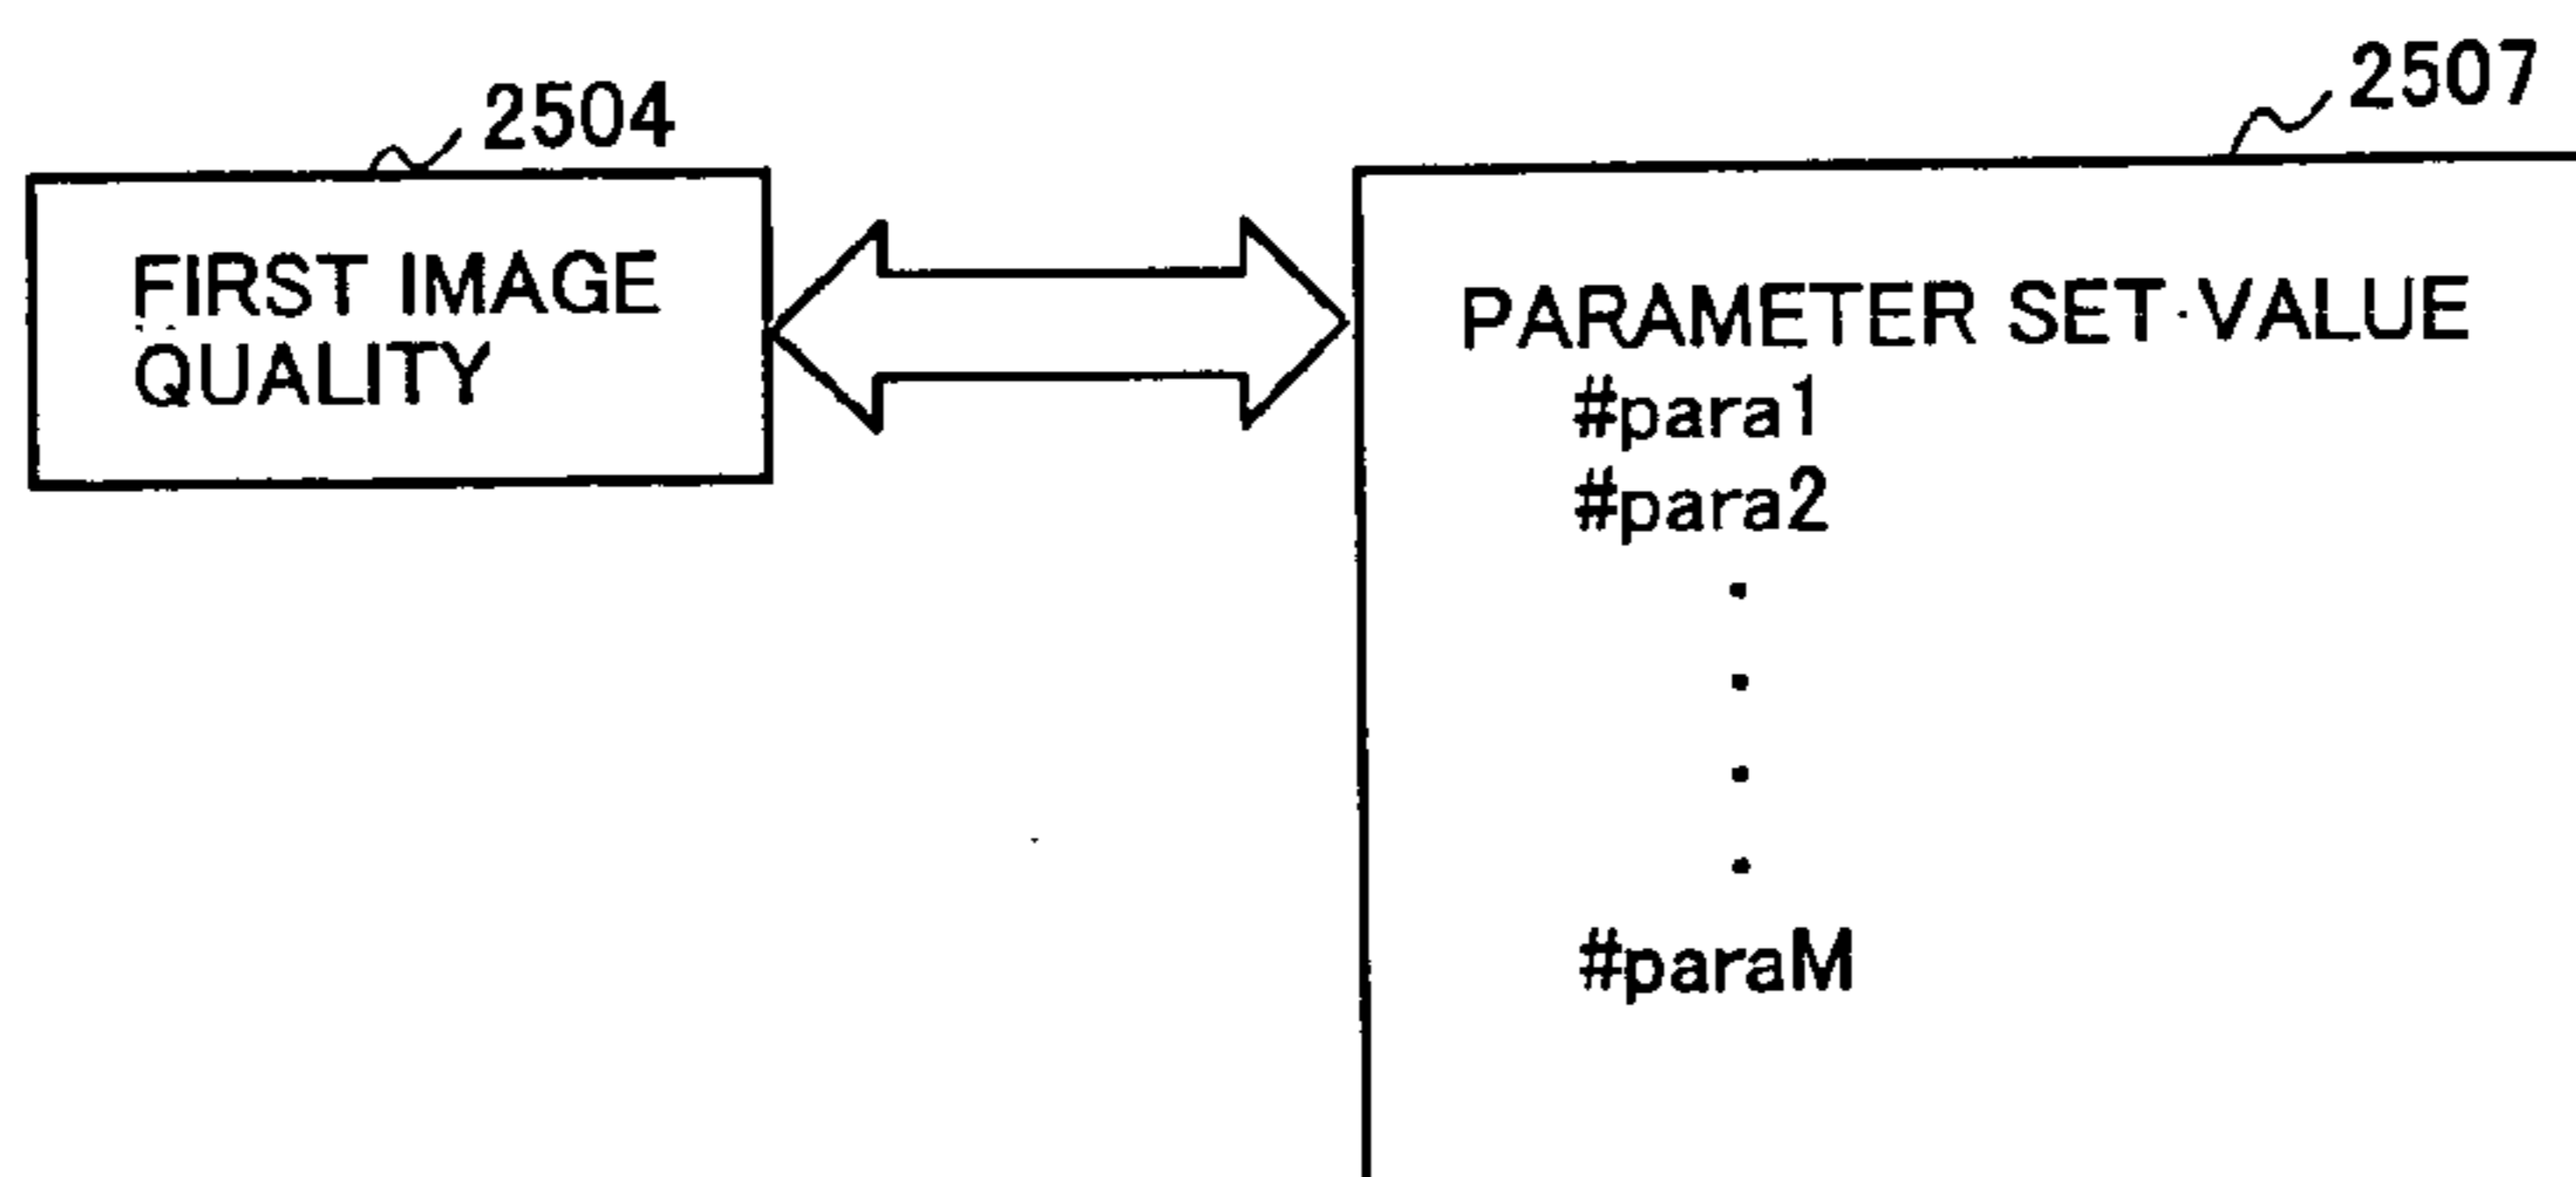 2504
2507
FIRST IMAGE
QUALITY
PARAMETER SET VALUE
#para1
#para2
#paraM